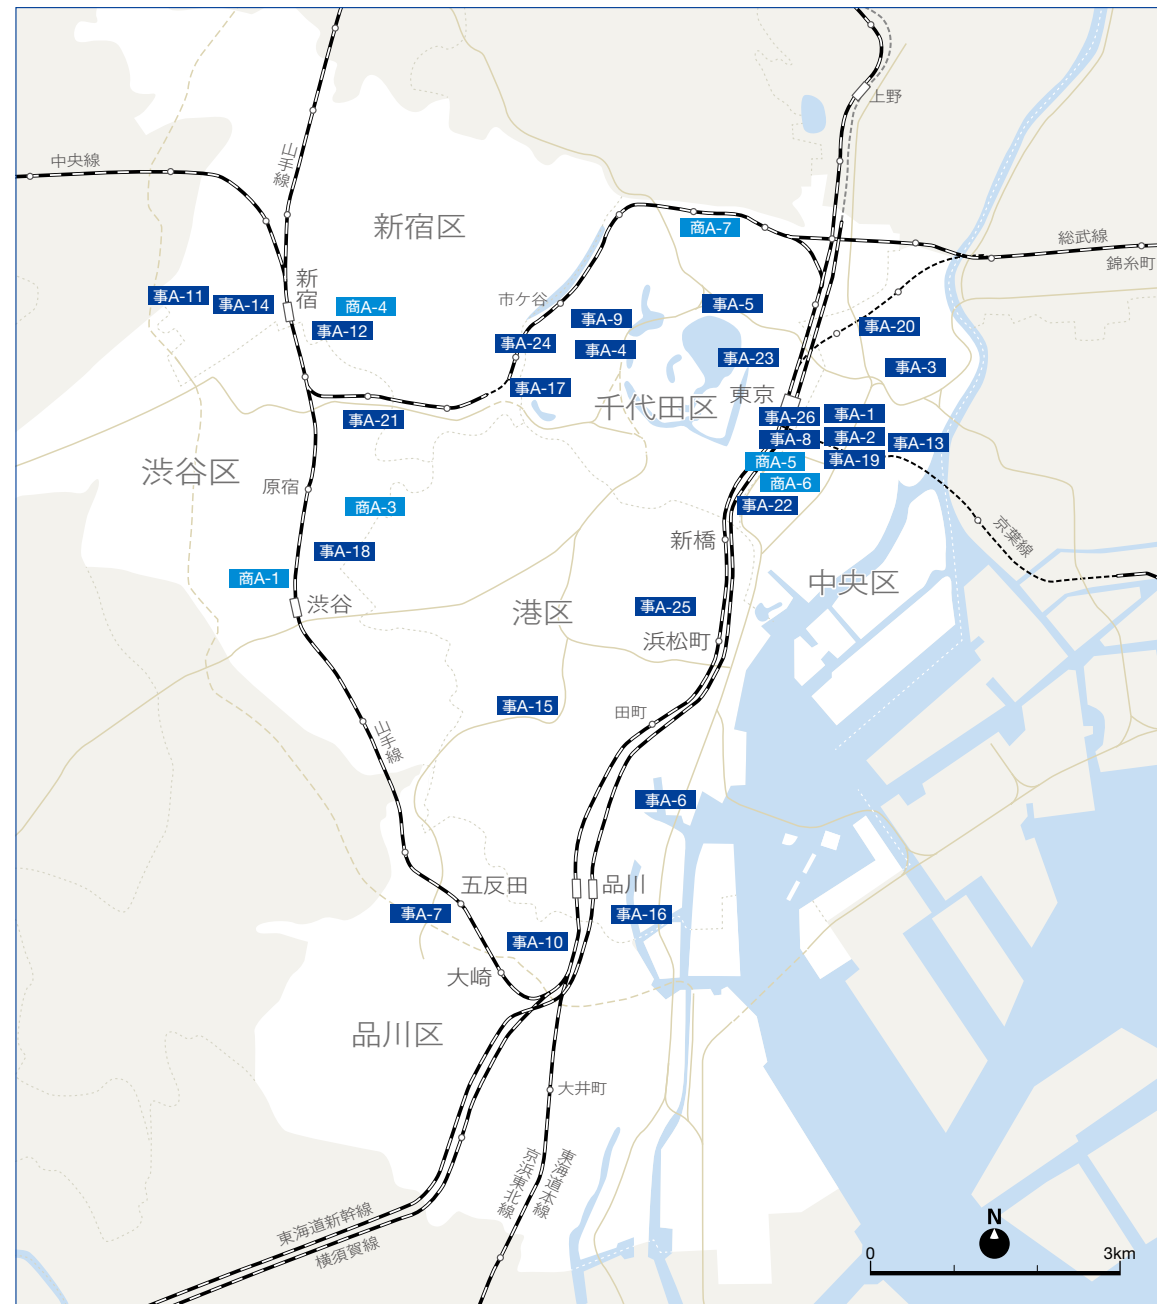 上野
中央線
山手線
新宿区
商A-7
総武線
錦糸町
新宿
事A-11
事A-14
商A-4
事A-12
市ケ谷
事A-9
事A-5
事A-24
事A-4
事A-20
事A-23
事A-3
事A-17
千代田区
東京
事A-21
事A-26
事A-1
事A-8
事A-2
事A-13
商A-5
事A-19
渋谷区
原宿
商A-3
商A-6
事A-22
新橋
京葉線
事A-18
商A-1
渋谷
中央区
港区
事A-25
浜松町
事A-15
田町
山手線
事A-6
五反田
品川
事A-7
事A-16
事A-10
大崎
品川区
大井町
京浜東北線
東海道本線
東海道新幹線
横須賀線
N
0 3km